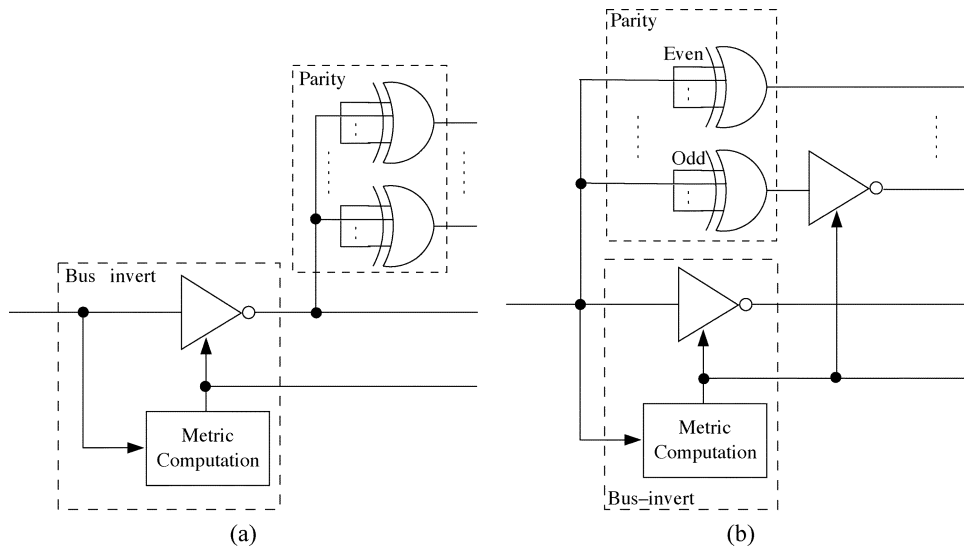 Parity
Bus invert
Metric
Computation
(a)
Parity
Even
Odd
Metric
Computation
Bus–invert
(b)